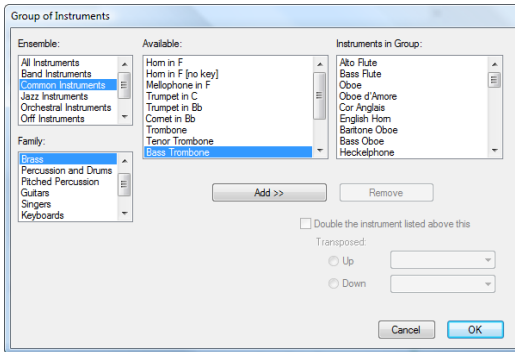 Group of Instruments
Ensemble:
All Instruments
Band Instruments
Common Instruments
Jazz Instruments
Orchestral Instruments
Orff Instruments
Family:
Brass
Percussion and Drums
Pitched Percussion
Guitars
Singers
Keyboards
Available:
Horn in F
Horn in F [no key]
Mellophone in F
Trumpet in C
Trumpet in Bb
Cornet in Bb
Trombone
Tenor Trombone
Bass Trombone
Instruments in Group:
Alto Flute
Bass Flute
Oboe
Oboe d'Amore
Cor Anglais
English Horn
Baritone Oboe
Bass Oboe
Heckelphone
Add >>
Remove
Double the instrument listed above this
Transposed:
Up
Down
Cancel
OK